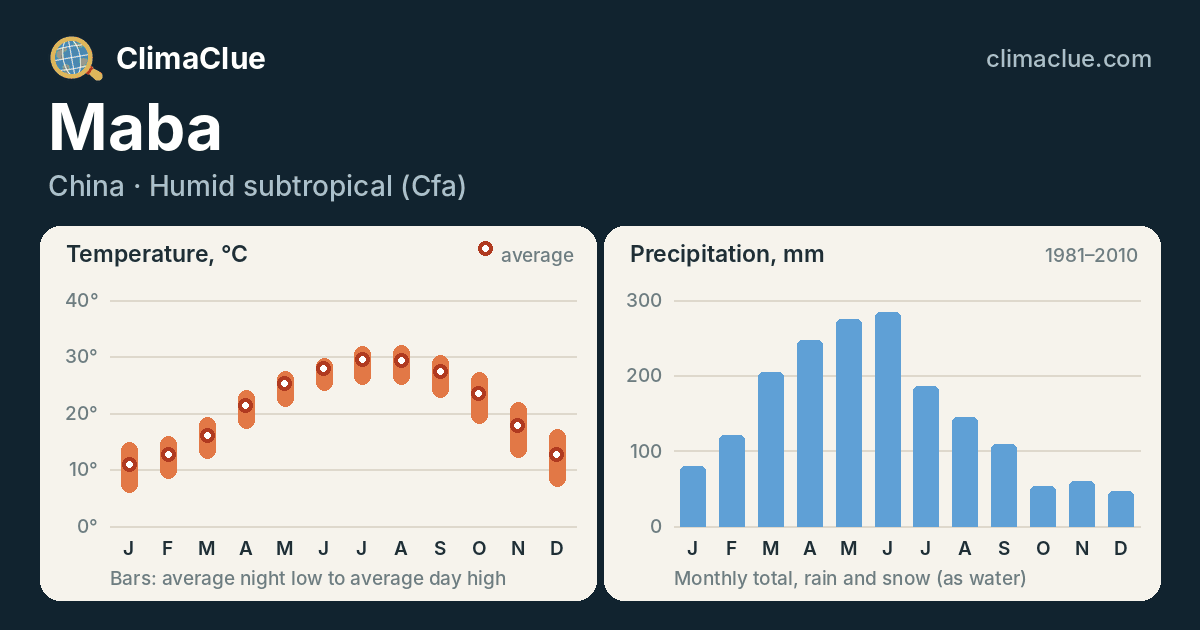 ClimaClue
climaclue.com
Maba
China · Humid subtropical (Cfa)
Temperature, °C
average
40°
30°
20°
10°
0°
J F M A M J J A S O N D
Bars: average night low to average day high
Precipitation, mm
1981–2010
300
200
100
0
J F M A M J J A S O N D
Monthly total, rain and snow (as water)